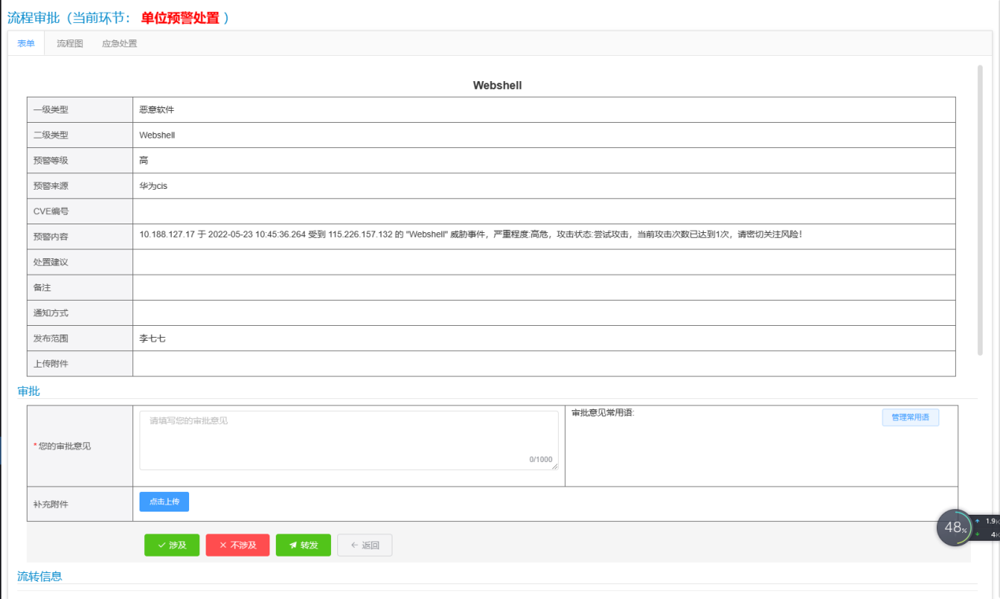 流程审批（当前环节： 单位预警处置 ）
表单 流程图 应急处置
Webshell
一级类型 恶意软件
二级类型 Webshell
预警等级 高
预警来源 华为cis
CVE编号
预警内容 10.188.127.17 于 2022-05-23 10:45:36.264 受到 115.226.157.132 的 "Webshell" 威胁事件，严重程度:高危，攻击状态:尝试攻击，当前攻击次数已达到1次，请密切关注风险！
处置建议
备注
通知方式
发布范围 李七七
上传附件
审批
* 您的审批意见 请填写您的审批意见 0/1000 审批意见常用语: 管理常用语
补充附件 点击上传
48% 1.9K
4K
✓ 涉及 × 不涉及 转发 ← 返回
流转信息